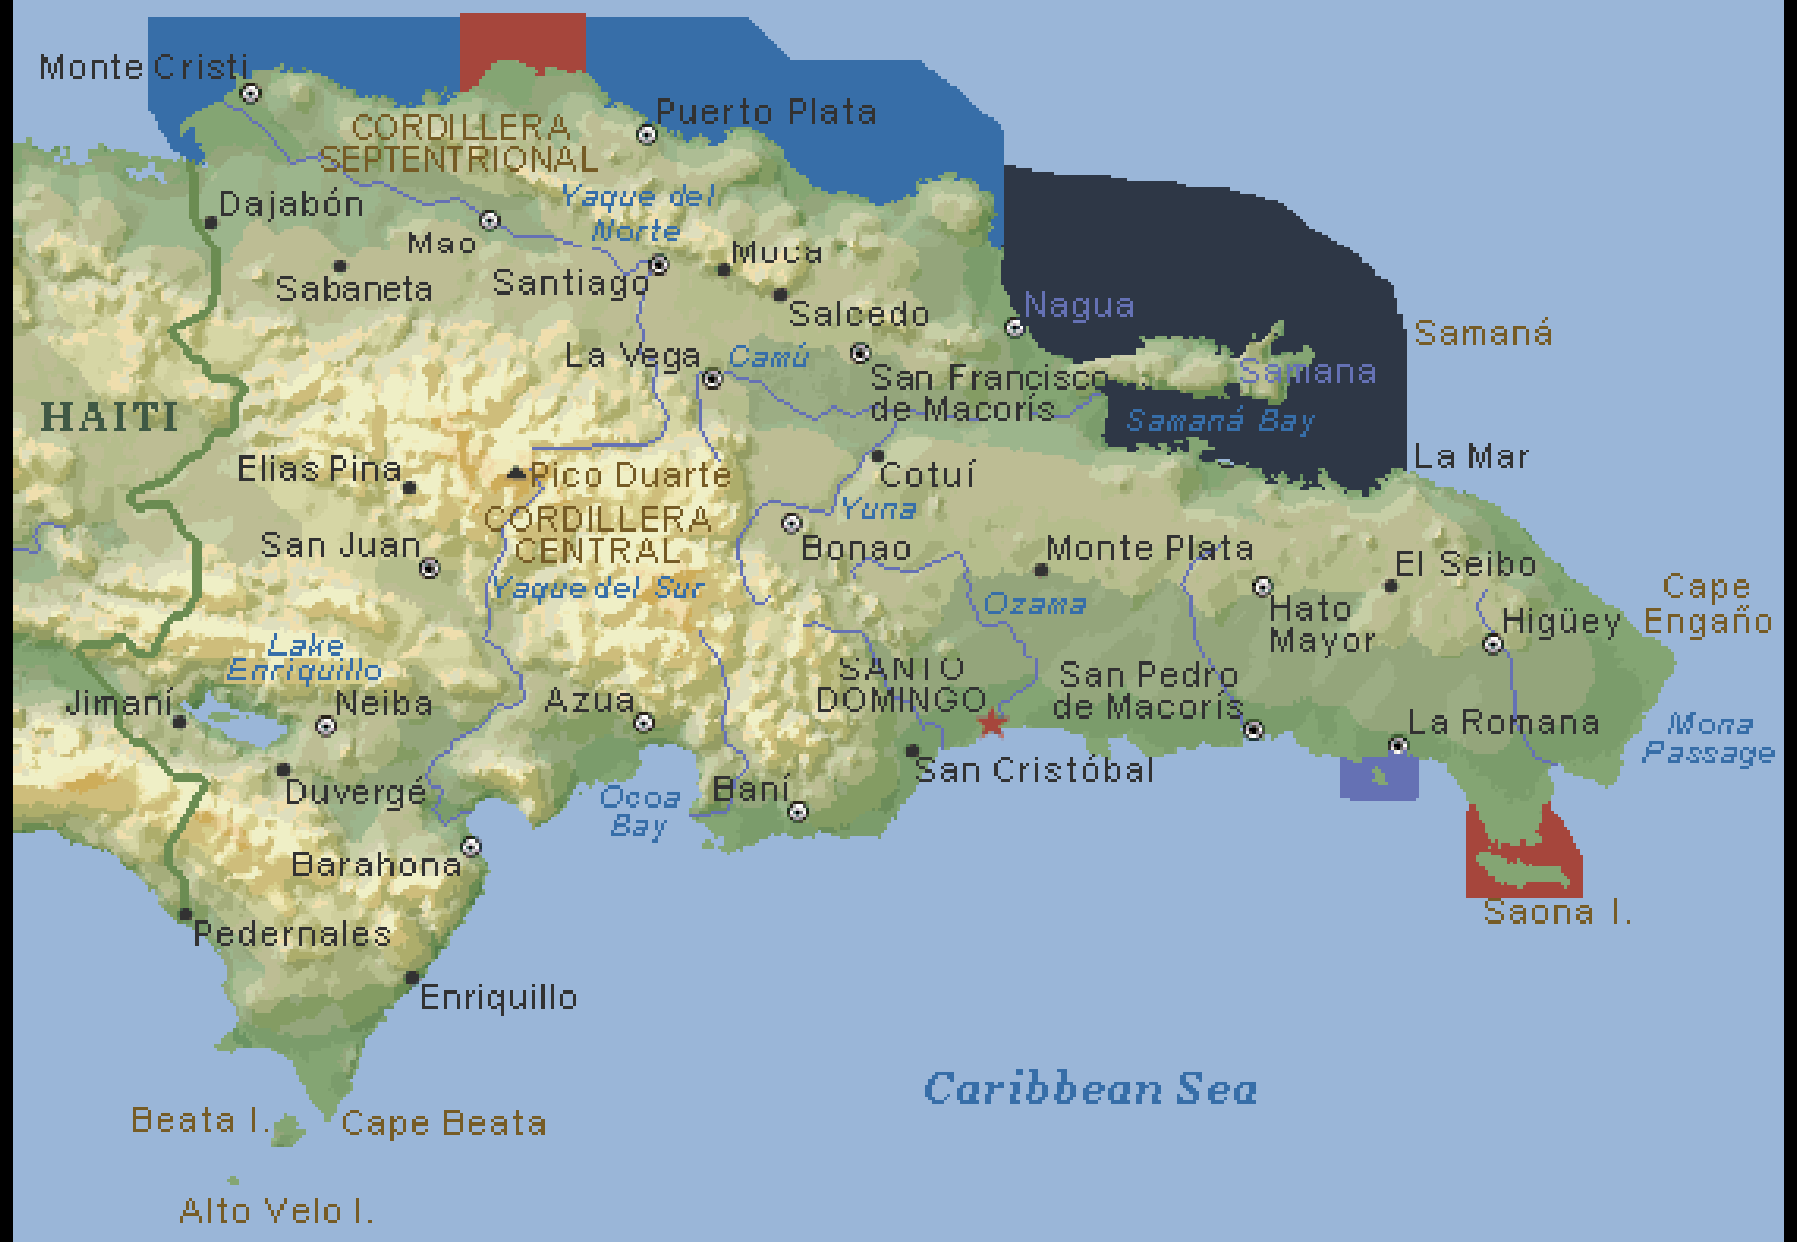 Monte Cristi
Puerto Plata
CORDILLERA
SEPTENTRIONAL
Yaque del
Norte
Dajabón
Mao
Muca
Sabaneta
Santiago
Salcedo
Nagua
Samaná
La Vega
Camú
San Francisco
de Macorís
Samana
Samaná Bay
HAITI
Elias Pina
Pico Duarte
Cotuí
La Mar
Yuna
CORDILLERA
CENTRAL
San Juan
Bonao
Monte Plata
El Seibo
Yaque del Sur
Ozama
Hato
Mayor
Higüey
Cape
Engaño
Lake
Enriquillo
SANTO
DOMINGO
San Pedro
de Macorís
Jimaní
Neiba
Azua
La Romana
Mona
Passage
Duvergé
Ocoa
Bay
Baní
San Cristóbal
Barahona
Saona I.
Pedernales
Enriquillo
Caribbean Sea
Beata I.
Cape Beata
Alto Velo I.